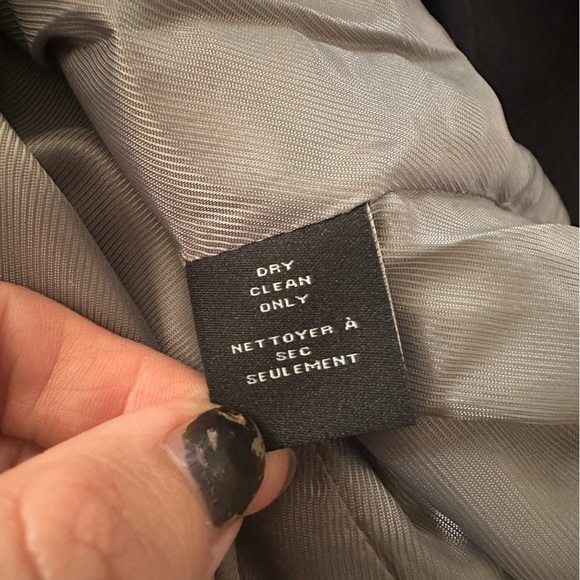 DRY
CLEAN
ONLY
NETTOYER À
SEC
SEULEMENT